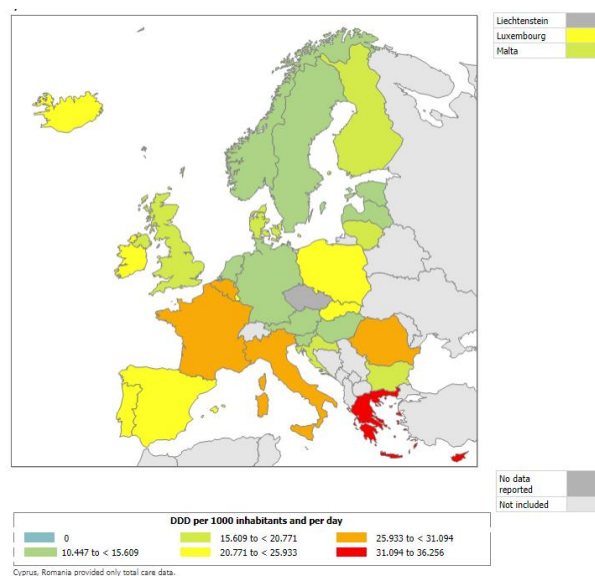 Liechtenstein
Luxembourg
Malta
No data
reported
Not included
DDD per 1000 inhabitants and per day
0
15.609 to < 20.771
25.933 to < 31.094
10.447 to < 15.609
20.771 to < 25.933
31.094 to 36.256
Cyprus, Romania provided only total care data.